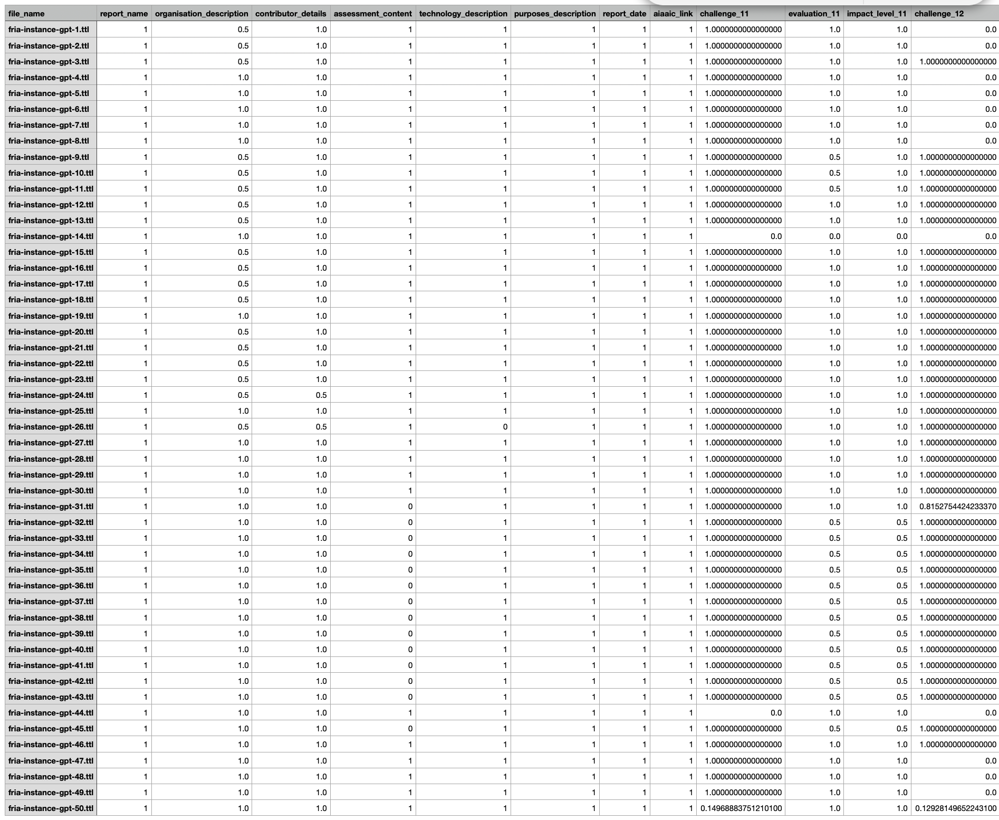 file_name report_name organisation_description contributor_details assessment_content technology_description purposes_description report_date aiaaic_link challenge_11 evaluation_11 impact_level_11 challenge_12
fria-instance-gpt-1.ttl 1 0.5 1.0 1 1 1 1 1 1.0000000000000000 1.0 1.0 0.0
fria-instance-gpt-2.ttl 1 0.5 1.0 1 1 1 1 1 1.0000000000000000 1.0 1.0 0.0
fria-instance-gpt-3.ttl 1 0.5 1.0 1 1 1 1 1 1.0000000000000000 1.0 1.0 1.0000000000000000
fria-instance-gpt-4.ttl 1 1.0 1.0 1 1 1 1 1 1.0000000000000000 1.0 1.0 0.0
fria-instance-gpt-5.ttl 1 1.0 1.0 1 1 1 1 1 1.0000000000000000 1.0 1.0 0.0
fria-instance-gpt-6.ttl 1 1.0 1.0 1 1 1 1 1 1.0000000000000000 1.0 1.0 0.0
fria-instance-gpt-7.ttl 1 1.0 1.0 1 1 1 1 1 1.0000000000000000 1.0 1.0 0.0
fria-instance-gpt-8.ttl 1 1.0 1.0 1 1 1 1 1 1.0000000000000000 1.0 1.0 0.0
fria-instance-gpt-9.ttl 1 0.5 1.0 1 1 1 1 1 1.0000000000000000 0.5 1.0 1.0000000000000000
fria-instance-gpt-10.ttl 1 0.5 1.0 1 1 1 1 1 1.0000000000000000 0.5 1.0 1.0000000000000000
fria-instance-gpt-11.ttl 1 0.5 1.0 1 1 1 1 1 1.0000000000000000 0.5 1.0 1.0000000000000000
fria-instance-gpt-12.ttl 1 0.5 1.0 1 1 1 1 1 1.0000000000000000 1.0 1.0 1.0000000000000000
fria-instance-gpt-13.ttl 1 0.5 1.0 1 1 1 1 1 1.0000000000000000 1.0 1.0 1.0000000000000000
fria-instance-gpt-14.ttl 1 1.0 1.0 1 1 1 1 1 0.0 0.0 0.0 0.0
fria-instance-gpt-15.ttl 1 0.5 1.0 1 1 1 1 1 1.0000000000000000 1.0 1.0 1.0000000000000000
fria-instance-gpt-16.ttl 1 0.5 1.0 1 1 1 1 1 1.0000000000000000 1.0 1.0 1.0000000000000000
fria-instance-gpt-17.ttl 1 0.5 1.0 1 1 1 1 1 1.0000000000000000 1.0 1.0 1.0000000000000000
fria-instance-gpt-18.ttl 1 0.5 1.0 1 1 1 1 1 1.0000000000000000 1.0 1.0 1.0000000000000000
fria-instance-gpt-19.ttl 1 1.0 1.0 1 1 1 1 1 1.0000000000000000 1.0 1.0 1.0000000000000000
fria-instance-gpt-20.ttl 1 0.5 1.0 1 1 1 1 1 1.0000000000000000 1.0 1.0 1.0000000000000000
fria-instance-gpt-21.ttl 1 0.5 1.0 1 1 1 1 1 1.0000000000000000 1.0 1.0 1.0000000000000000
fria-instance-gpt-22.ttl 1 0.5 1.0 1 1 1 1 1 1.0000000000000000 1.0 1.0 1.0000000000000000
fria-instance-gpt-23.ttl 1 0.5 1.0 1 1 1 1 1 1.0000000000000000 1.0 1.0 1.0000000000000000
fria-instance-gpt-24.ttl 1 0.5 0.5 1 1 1 1 1 1.0000000000000000 1.0 1.0 1.0000000000000000
fria-instance-gpt-25.ttl 1 1.0 1.0 1 1 1 1 1 1.0000000000000000 1.0 1.0 1.0000000000000000
fria-instance-gpt-26.ttl 1 0.5 0.5 1 0 1 1 1 1.0000000000000000 1.0 1.0 1.0000000000000000
fria-instance-gpt-27.ttl 1 1.0 1.0 1 1 1 1 1 1.0000000000000000 1.0 1.0 1.0000000000000000
fria-instance-gpt-28.ttl 1 1.0 1.0 1 1 1 1 1 1.0000000000000000 1.0 1.0 1.0000000000000000
fria-instance-gpt-29.ttl 1 1.0 1.0 1 1 1 1 1 1.0000000000000000 1.0 1.0 1.0000000000000000
fria-instance-gpt-30.ttl 1 1.0 1.0 1 1 1 1 1 1.0000000000000000 1.0 1.0 1.0000000000000000
fria-instance-gpt-31.ttl 1 1.0 1.0 0 1 1 1 1 1.0000000000000000 1.0 1.0 0.8152754424233370
fria-instance-gpt-32.ttl 1 1.0 1.0 0 1 1 1 1 1.0000000000000000 0.5 0.5 1.0000000000000000
fria-instance-gpt-33.ttl 1 1.0 1.0 0 1 1 1 1 1.0000000000000000 0.5 0.5 1.0000000000000000
fria-instance-gpt-34.ttl 1 1.0 1.0 0 1 1 1 1 1.0000000000000000 0.5 0.5 1.0000000000000000
fria-instance-gpt-35.ttl 1 1.0 1.0 0 1 1 1 1 1.0000000000000000 0.5 0.5 1.0000000000000000
fria-instance-gpt-36.ttl 1 1.0 1.0 0 1 1 1 1 1.0000000000000000 0.5 0.5 1.0000000000000000
fria-instance-gpt-37.ttl 1 1.0 1.0 0 1 1 1 1 1.0000000000000000 0.5 0.5 1.0000000000000000
fria-instance-gpt-38.ttl 1 1.0 1.0 0 1 1 1 1 1.0000000000000000 0.5 0.5 1.0000000000000000
fria-instance-gpt-39.ttl 1 1.0 1.0 0 1 1 1 1 1.0000000000000000 0.5 0.5 1.0000000000000000
fria-instance-gpt-40.ttl 1 1.0 1.0 0 1 1 1 1 1.0000000000000000 0.5 0.5 1.0000000000000000
fria-instance-gpt-41.ttl 1 1.0 1.0 0 1 1 1 1 1.0000000000000000 0.5 0.5 1.0000000000000000
fria-instance-gpt-42.ttl 1 1.0 1.0 0 1 1 1 1 1.0000000000000000 0.5 0.5 1.0000000000000000
fria-instance-gpt-43.ttl 1 1.0 1.0 0 1 1 1 1 1.0000000000000000 0.5 0.5 1.0000000000000000
fria-instance-gpt-44.ttl 1 1.0 1.0 1 1 1 1 1 0.0 1.0 1.0 0.0
fria-instance-gpt-45.ttl 1 1.0 1.0 0 1 1 1 1 1.0000000000000000 0.5 0.5 1.0000000000000000
fria-instance-gpt-46.ttl 1 1.0 1.0 1 1 1 1 1 1.0000000000000000 1.0 1.0 1.0000000000000000
fria-instance-gpt-47.ttl 1 1.0 1.0 1 1 1 1 1 1.0000000000000000 1.0 1.0 0.0
fria-instance-gpt-48.ttl 1 1.0 1.0 1 1 1 1 1 1.0000000000000000 1.0 1.0 0.0
fria-instance-gpt-49.ttl 1 1.0 1.0 1 1 1 1 1 1.0000000000000000 1.0 1.0 0.0
fria-instance-gpt-50.ttl 1 1.0 1.0 1 1 1 1 1 0.14968883751210100 1.0 1.0 0.12928149652243100